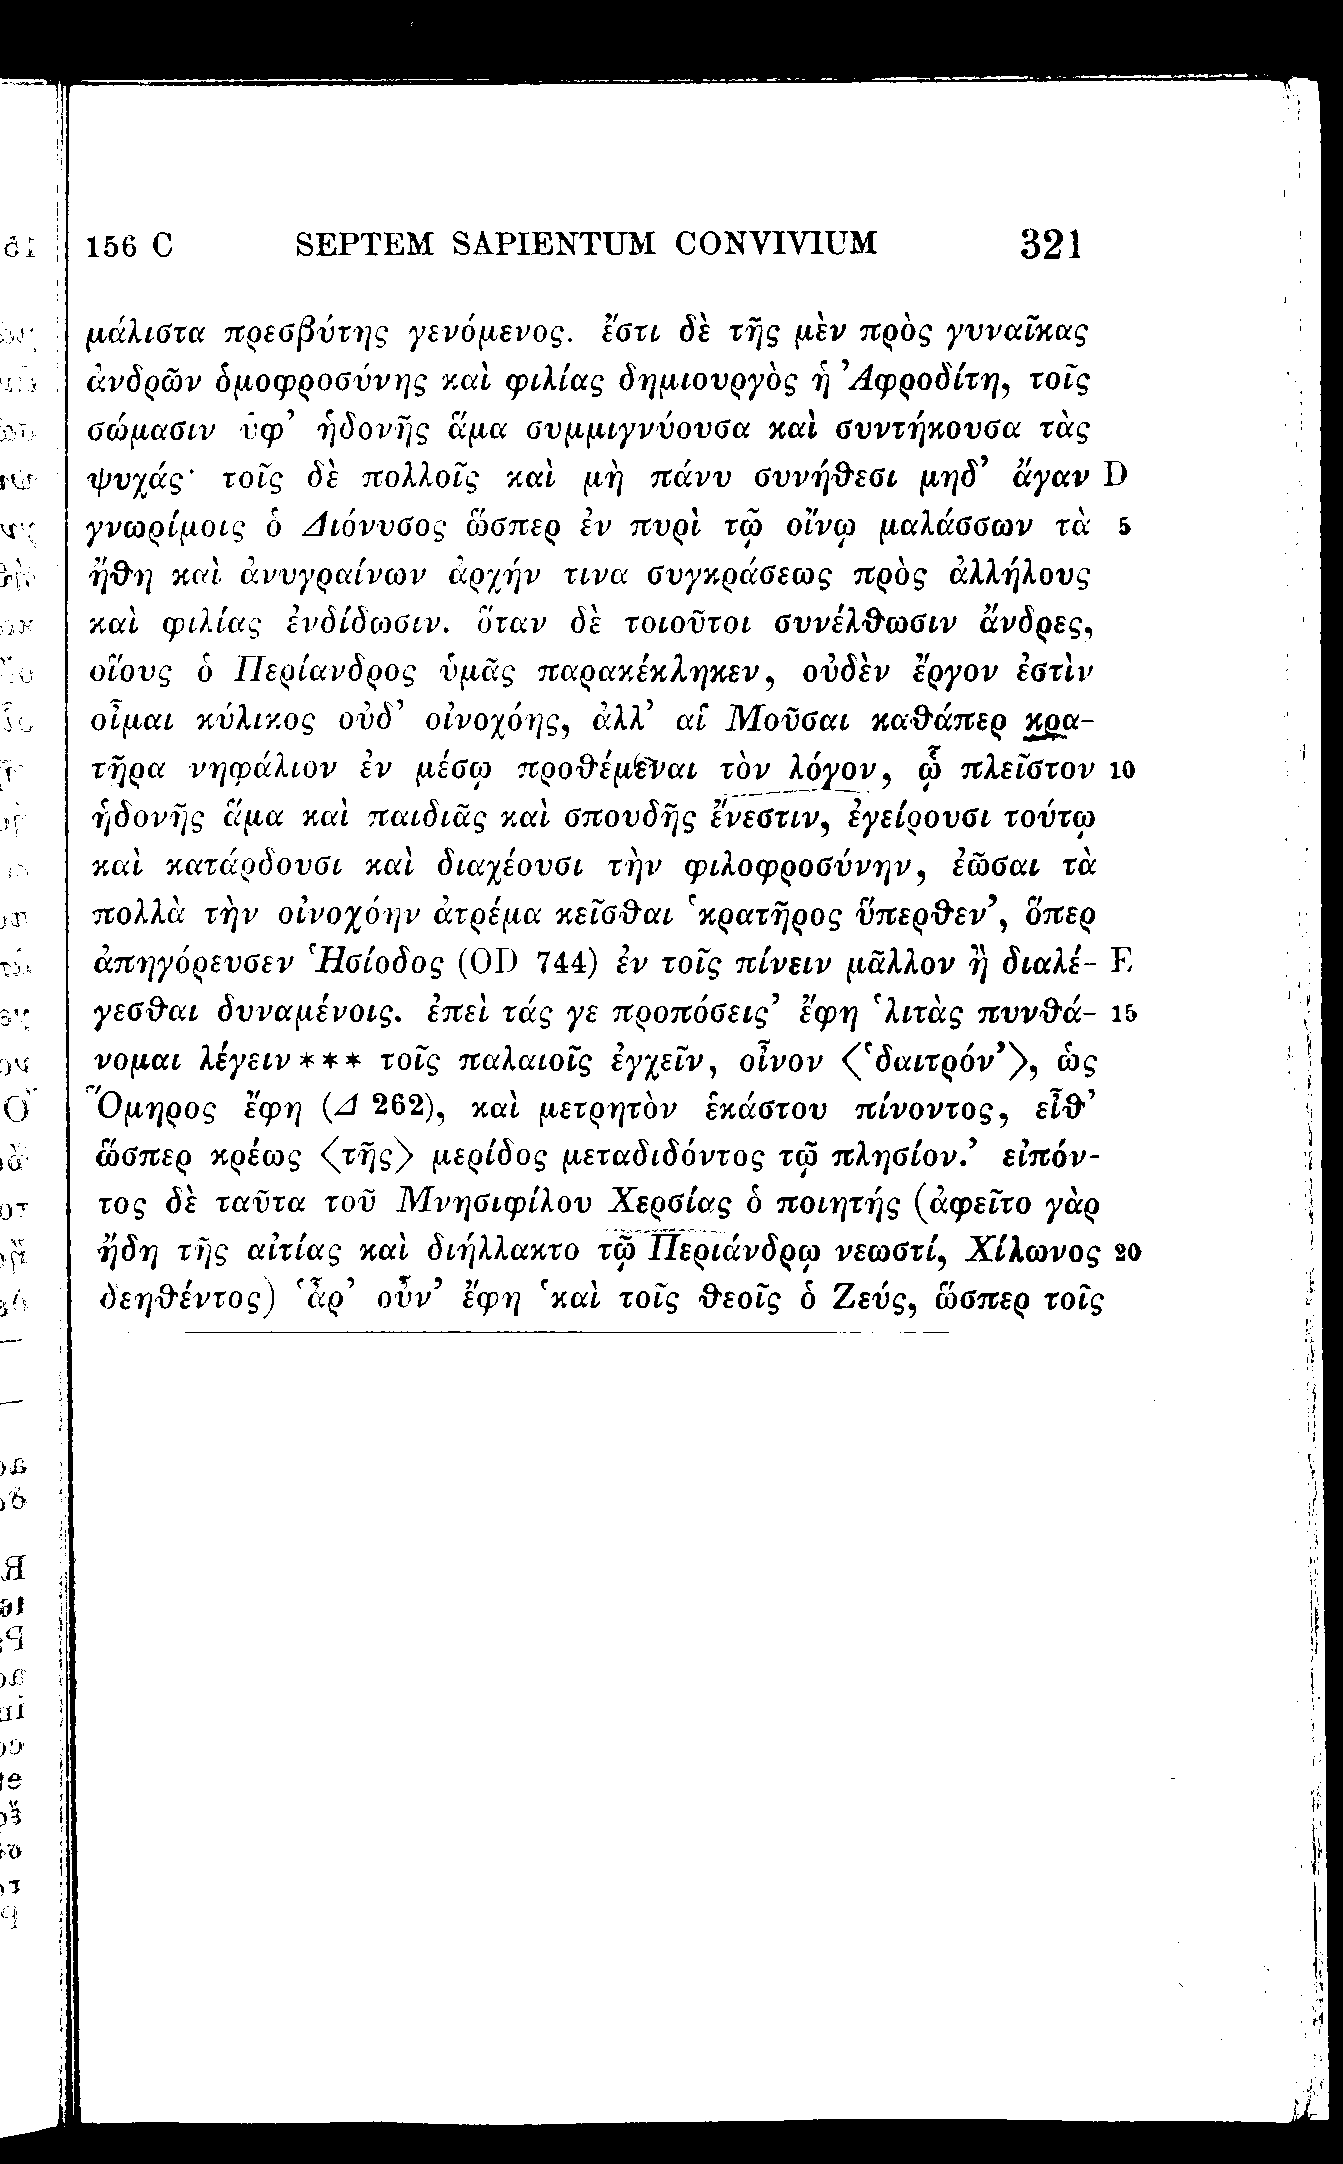 156 C SEPTEM SAPIENTUM CONVIVIUM 321
μάλιστα πρεσβύτης γενόμενος. ἔστι δὲ τῆς μὲν πρὸς γυναῖκας
ἀνδρῶν ὁμοφροσύνης καὶ φιλίας δημιουργὸς ἡ Ἀφροδίτη, τοῖς
σώμασιν ὑφ’ ἡδονῆς ἅμα συμμιγνύουσα καὶ συντήκουσα τὰς
ψυχάς· τοῖς δὲ πολλοῖς καὶ μὴ πάνυ συνήθεσι μηδ’ ἄγαν D
γνωρίμοις ὁ Διόνυσος ὥσπερ ἐν πυρὶ τῷ οἴνῳ μαλάσσων τὰ 5
ἤθη καὶ ἀνυγραίνων ἀρχήν τινα συγκράσεως πρὸς ἀλλήλους
καὶ φιλίας ἐνδίδωσιν. ὅταν δὲ τοιοῦτοι συνέλθωσιν ἄνδρες,
οἵους ὁ Περίανδρος ὑμᾶς παρακέκληκεν, οὐδὲν ἔργον ἐστὶν
οἶμαι κύλικος οὐδ’ οἰνοχόης, ἀλλ’ αἱ Μοῦσαι καθάπερ κρα-
τῆρα νηφάλιον ἐν μέσῳ προθέμεναι τὸν λόγον, ᾧ πλεῖστον 10
ἡδονῆς ἅμα καὶ παιδιᾶς καὶ σπουδῆς ἔνεστιν, ἐγείρουσι τούτῳ
καὶ κατάρδουσι καὶ διαχέουσι τὴν φιλοφροσύνην, ἐῶσαι τὰ
πολλὰ τὴν οἰνοχόην ἀτρέμα κεῖσθαι ‘κρατῆρος ὕπερθεν’, ὅπερ
ἀπηγόρευσεν Ἡσίοδος (OD 744) ἐν τοῖς πίνειν μᾶλλον ἢ διαλέ- E
γεσθαι δυναμένοις. ἐπεὶ τάς γε προπόσεις’ ἔφη ‘λιτὰς πυνθά- 15
νομαι λέγειν *** τοῖς παλαιοῖς ἐγχεῖν, οἶνον ⟨‘δαιτρόν’⟩, ὡς
Ὅμηρος ἔφη (Δ 262), καὶ μετρητὸν ἑκάστου πίνοντος, εἶθ’
ὥσπερ κρέως ⟨τῆς⟩ μερίδος μεταδιδόντος τῷ πλησίον.’ εἰπόν-
τος δὲ ταῦτα τοῦ Μνησιφίλου Χερσίας ὁ ποιητής (ἀφεῖτο γὰρ
ἤδη τῆς αἰτίας καὶ διήλλακτο τῷ Περιάνδρῳ νεωστί, Χίλωνος 20
δεηθέντος) ‘ἆρ’ οὖν’ ἔφη ‘καὶ τοῖς θεοῖς ὁ Ζεύς, ὥσπερ τοῖς